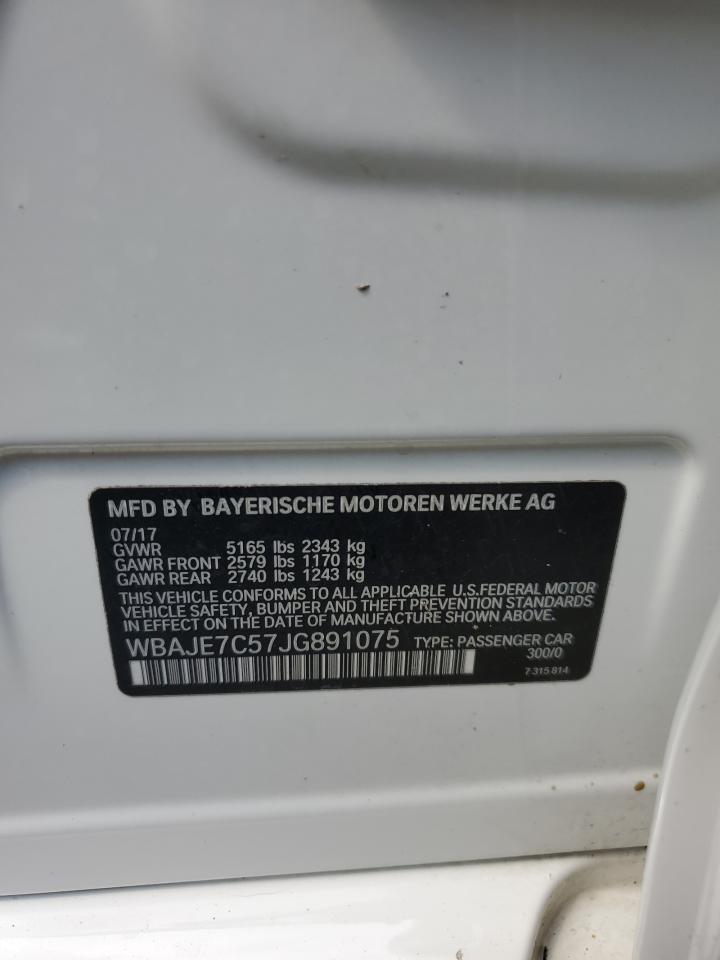 MFD BY BAYERISCHE MOTOREN WERKE AG
07/17
GVWR 5165 lbs 2343 kg
GAWR FRONT 2579 lbs 1170 kg
GAWR REAR 2740 lbs 1243 kg
THIS VEHICLE CONFORMS TO ALL APPLICABLE U.S.FEDERAL MOTOR
VEHICLE SAFETY, BUMPER AND THEFT PREVENTION STANDARDS
IN EFFECT ON THE DATE OF MANUFACTURE SHOWN ABOVE.
WBAJE7C57JG891075 TYPE: PASSENGER CAR
300/0
7 315 814